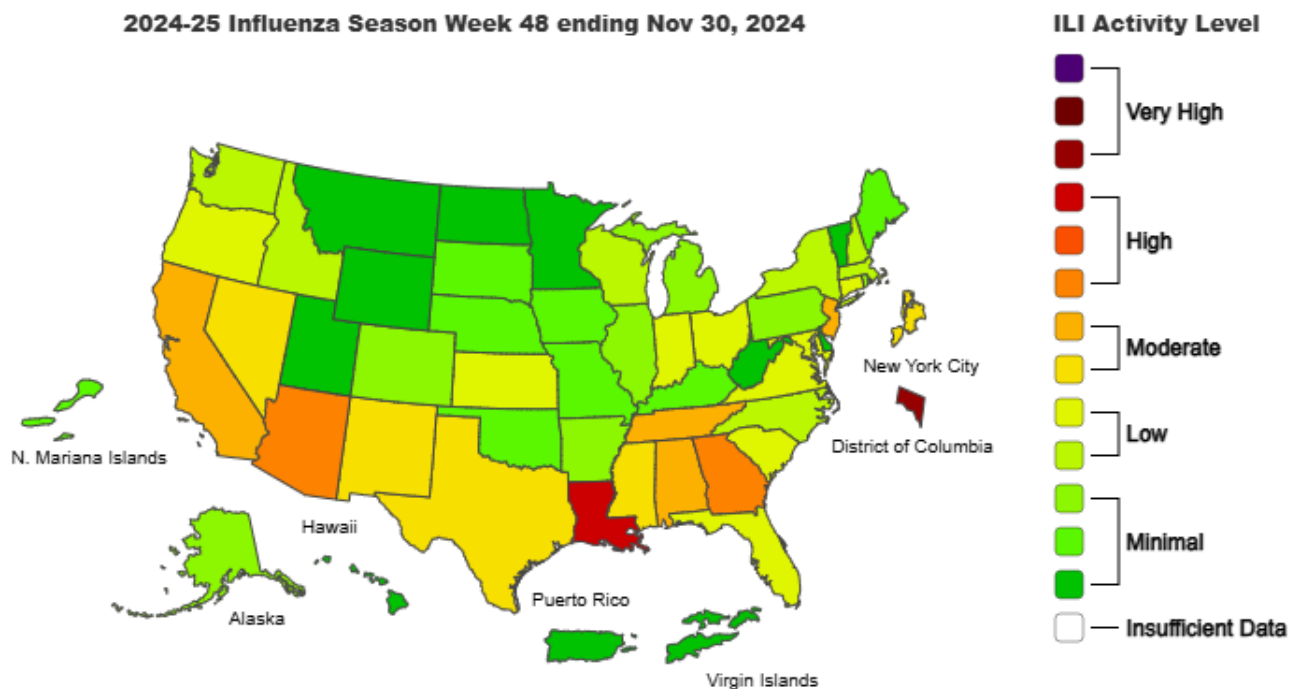 2024-25 Influenza Season Week 48 ending Nov 30, 2024
ILI Activity Level
Very High
High
Moderate
New York City
Low
District of Columbia
N. Mariana Islands
Hawaii
Minimal
Puerto Rico
Alaska
Insufficient Data
Virgin Islands